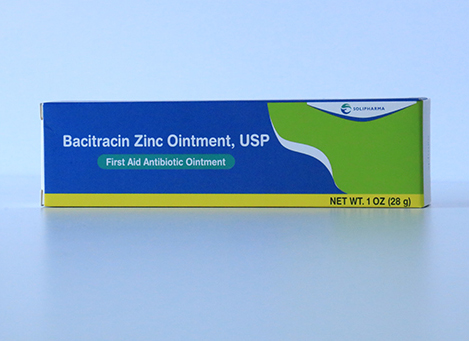 SOLIPHARMA
Bacitracin Zinc Ointment, USP
First Aid Antibiotic Ointment
NET WT. 1 OZ (28 g)